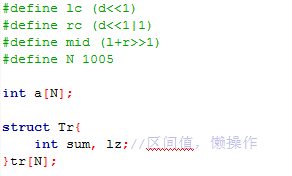 #define lc (d<<1)
#define rc (d<<1|1)
#define mid (l+r>>1)
#define N 1005
int a[N];
struct Tr{
int sum, lz;//区间值，懒操作
}tr[N];